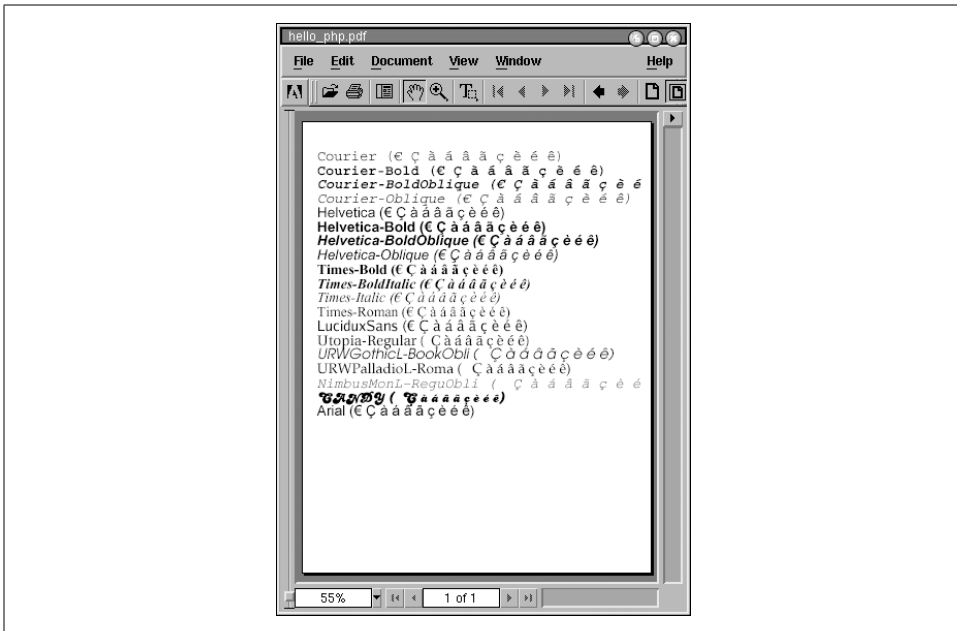 hello_php.pdf
File Edit Document View Window Help
Courier (€ Ç à á â ã ç è é ê)
Courier-Bold (€ Ç à á â ã ç è é ê)
Courier-BoldOblique (€ Ç à á â ã ç è é
Courier-Oblique (€ Ç à á â ã ç è é ê)
Helvetica (€ Ç à á â ã ç è é ê)
Helvetica-Bold (€ Ç à á â ã ç è é ê)
Helvetica-BoldOblique (€ Ç à á â ã ç è é ê)
Helvetica-Oblique (€ Ç à á â ã ç è é ê)
Times-Bold (€ Ç à á â ã ç è é ê)
Times-BoldItalic (€ Ç à á â ã ç è é ê)
Times-Italic (€ Ç à á â ã ç è é ê)
Times-Roman (€ Ç à á â ã ç è é ê)
LuciduxSans (€ Ç à á â ã ç è é ê)
Utopia-Regular ( Ç à á â ã ç è é ê)
URWGothicL-BookObli ( Ç à á â ã ç è é ê)
URWPalladioL-Roma ( Ç à á â ã ç è é ê)
NimbusMonL-ReguObli ( Ç à á â ã ç è é
CANDY ( Ç à á â ã ç è é ê)
Arial (€ Ç à á â ã ç è é ê)
55% 1 of 1